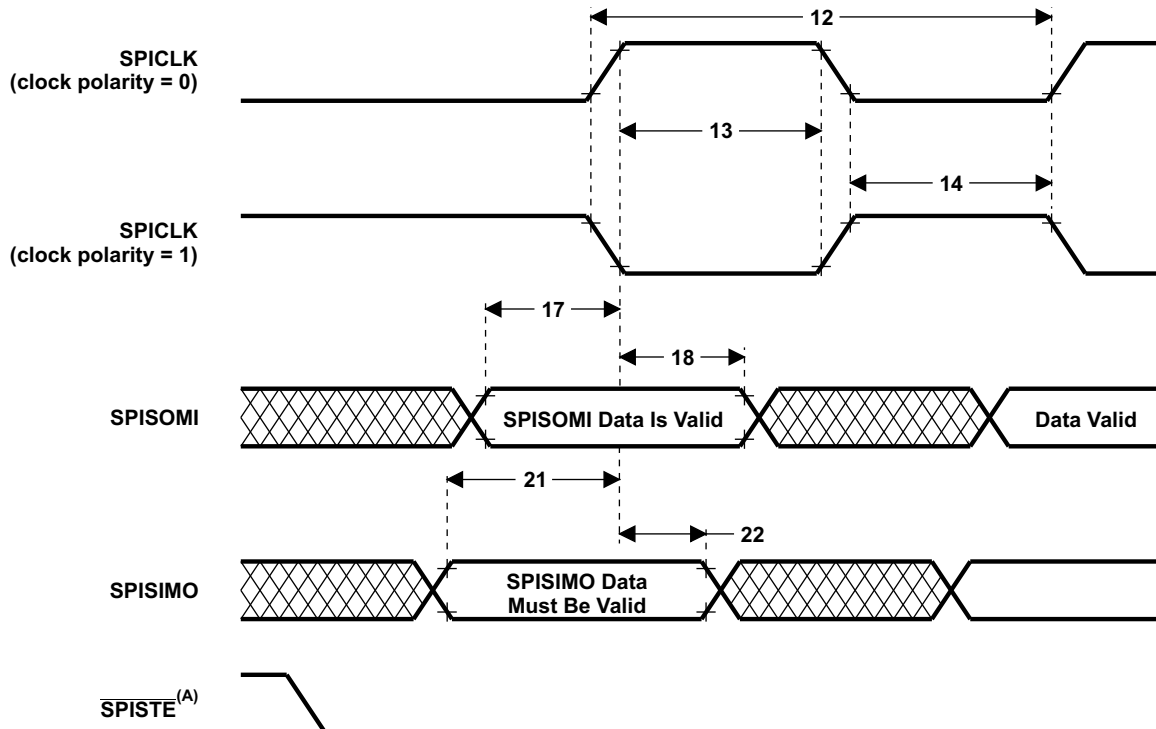 12
SPICLK
(clock polarity = 0)
13
14
SPICLK
(clock polarity = 1)
17
18
SPISOMI
SPISOMI Data Is Valid
Data Valid
21
22
SPISIMO
SPISIMO Data
Must Be Valid
SPISTE(A)